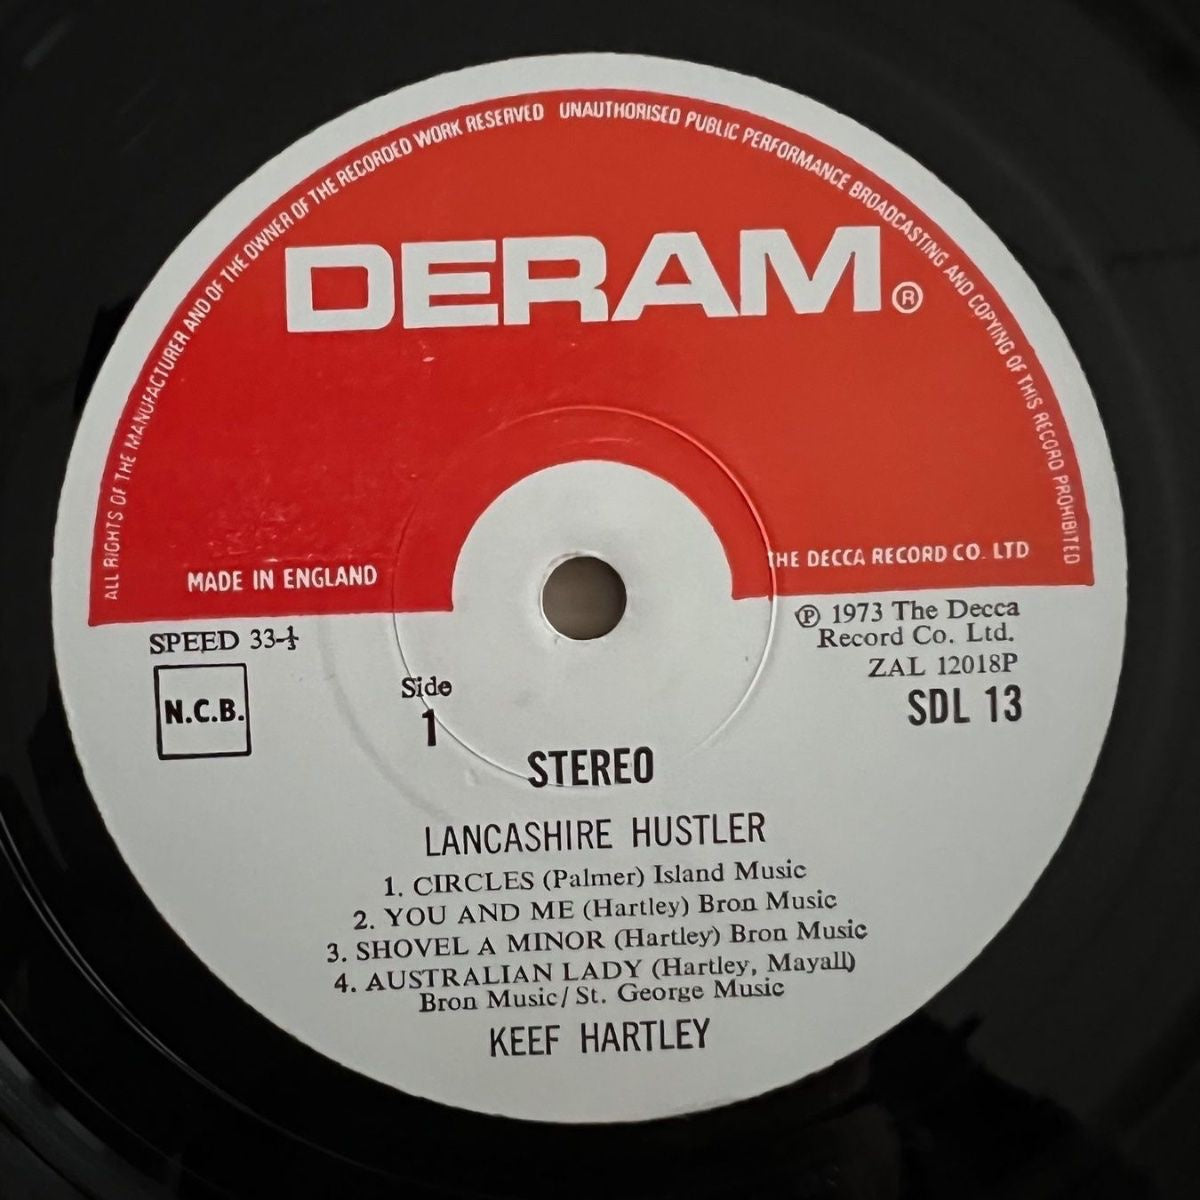 ALL RIGHTS OF THE MANUFACTURER AND OF THE OWNER OF THE RECORDED WORK RESERVED UNAUTHORISED PUBLIC PERFORMANCE BROADCASTING AND COPYING OF THIS RECORD PROHIBITED
DERAM®
MADE IN ENGLAND
THE DECCA RECORD CO. LTD
SPEED 33-⅓
℗ 1973 The Decca
Record Co. Ltd.
ZAL 12018P
N.C.B.
SDL 13
Side
1
STEREO
LANCASHIRE HUSTLER
1. CIRCLES (Palmer) Island Music
2. YOU AND ME (Hartley) Bron Music
3. SHOVEL A MINOR (Hartley) Bron Music
4. AUSTRALIAN LADY (Hartley, Mayall)
Bron Music/St. George Music
KEEF HARTLEY